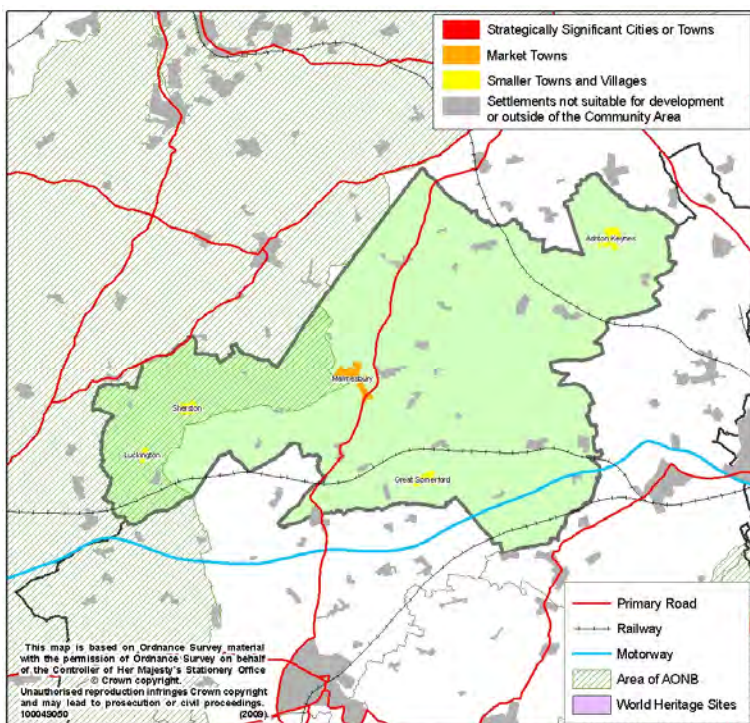 Strategically Significant Cities or Towns
Market Towns
Smaller Towns and Villages
Settlements not suitable for development
or outside of the Community Area
Ashton Keynes
Malmesbury
Sherston
Luckington
Great Somerford
Primary Road
Railway
Motorway
Area of AONB
World Heritage Sites
This map is based on Ordnance Survey material
with the permission of Ordnance Survey on behalf
of the Controller of Her Majesty's Stationery Office
© Crown copyright.
Unauthorised reproduction infringes Crown copyright
and may lead to prosecution or civil proceedings.
100049050 (2009)